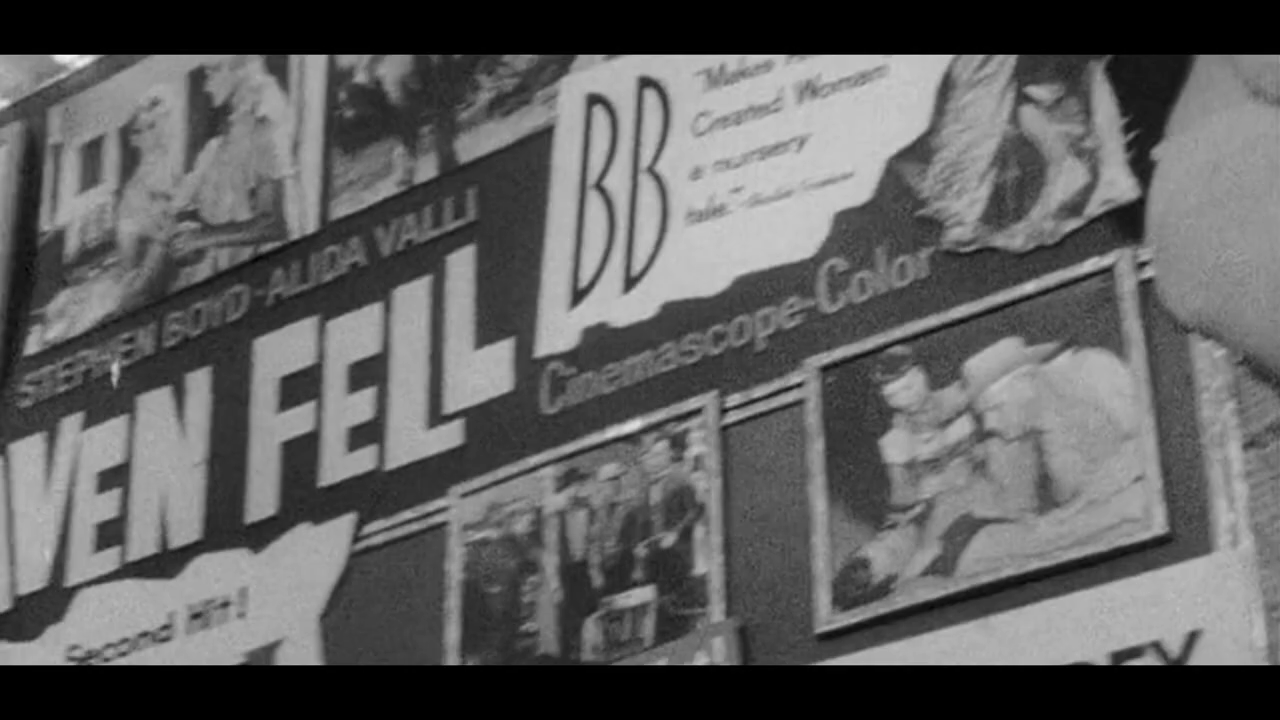 BB
"Makes
Created Woman
a nursery
tale."
STEPHEN BOYD-ALIDA VALLI
VEN FELL
Cinemascope-Color
Second Hit!